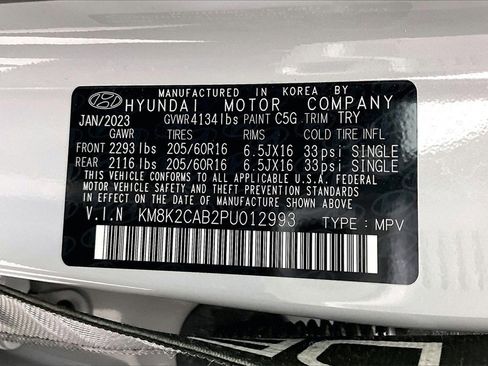 MANUFACTURED IN KOREA BY
HYUNDAI MOTOR COMPANY
JAN/2023 GVWR 4134 lbs PAINT C5G TRIM TRY
GAWR TIRES RIMS COLD TIRE INFL
FRONT 2293 lbs 205/60R16 6.5JX16 33psi SINGLE
REAR 2116 lbs 205/60R16 6.5JX16 33psi SINGLE
THIS VEHICLE CONFORMS TO ALL APPLICABLE U.S.A. FEDERAL
MOTOR VEHICLE SAFETY AND THEFT PREVENTION STANDARDS IN
EFFECT ON THE DATE OF MANUFACTURE SHOWN ABOVE.
V.I.N KM8K2CAB2PU012993 TYPE : MPV